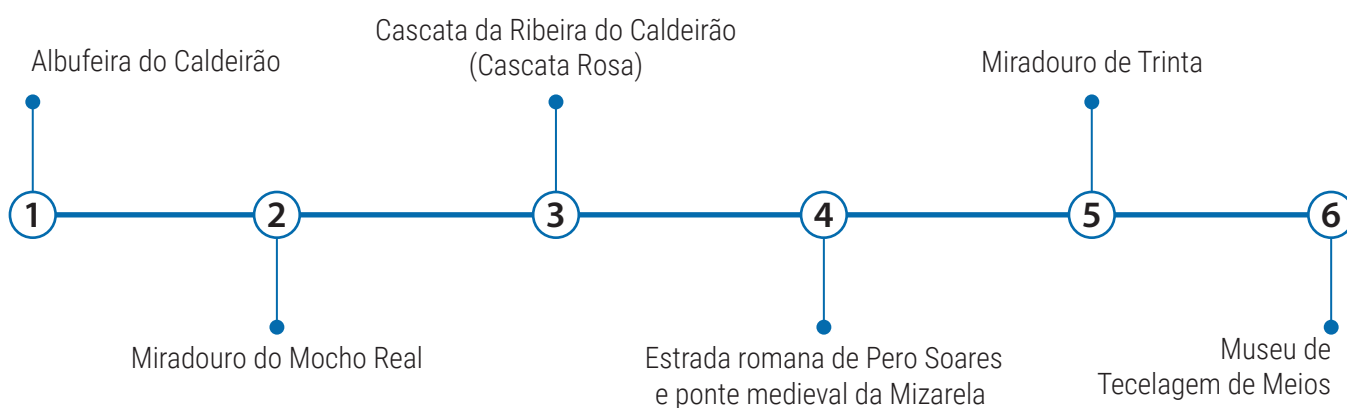 Albufeira do Caldeirão
Cascata da Ribeira do Caldeirão
(Cascata Rosa)
Miradouro de Trinta
1
2
3
4
5
6
Miradouro do Mocho Real
Estrada romana de Pero Soares
e ponte medieval da Mizarela
Museu de
Tecelagem de Meios